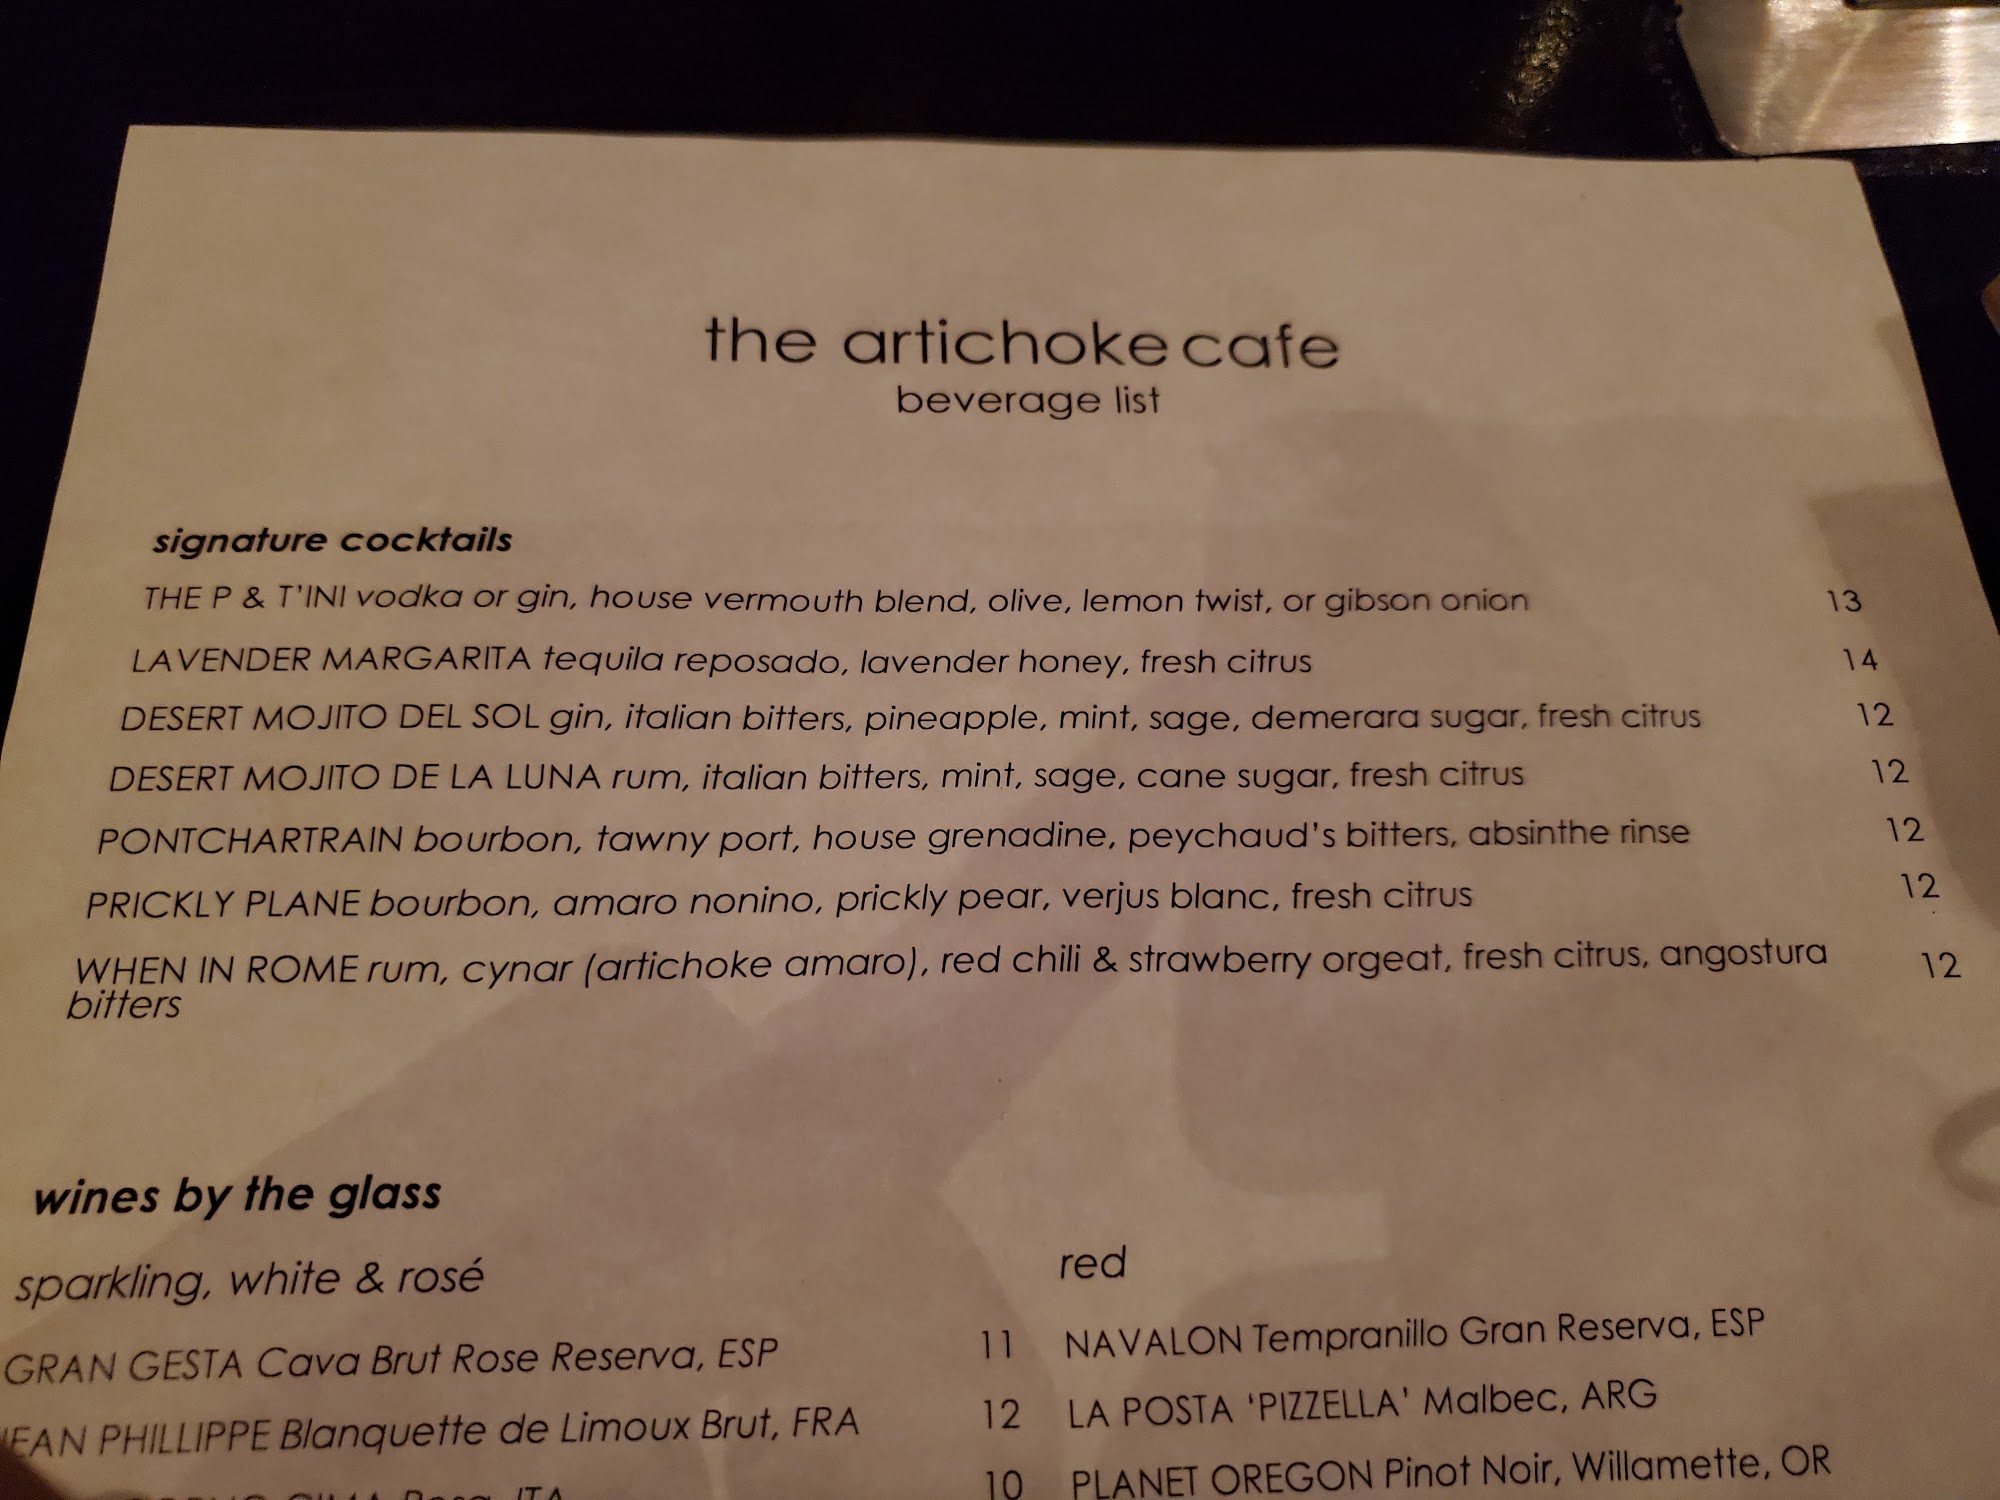 the artichoke cafe
beverage list
signature cocktails
THE P & T'INI vodka or gin, house vermouth blend, olive, lemon twist, or gibson onion 13
LAVENDER MARGARITA tequila reposado, lavender honey, fresh citrus 14
DESERT MOJITO DEL SOL gin, italian bitters, pineapple, mint, sage, demerara sugar, fresh citrus 12
DESERT MOJITO DE LA LUNA rum, italian bitters, mint, sage, cane sugar, fresh citrus 12
PONTCHARTRAIN bourbon, tawny port, house grenadine, peychaud's bitters, absinthe rinse 12
PRICKLY PLANE bourbon, amaro nonino, prickly pear, verjus blanc, fresh citrus 12
WHEN IN ROME rum, cynar (artichoke amaro), red chili & strawberry orgeat, fresh citrus, angostura 12
bitters
wines by the glass
sparkling, white & rosé
GRAN GESTA Cava Brut Rose Reserva, ESP 11
JEAN PHILLIPPE Blanquette de Limoux Brut, FRA 12
ITA 10
red
NAVALON Tempranillo Gran Reserva, ESP
LA POSTA 'PIZZELLA' Malbec, ARG
PLANET OREGON Pinot Noir, Willamette, OR